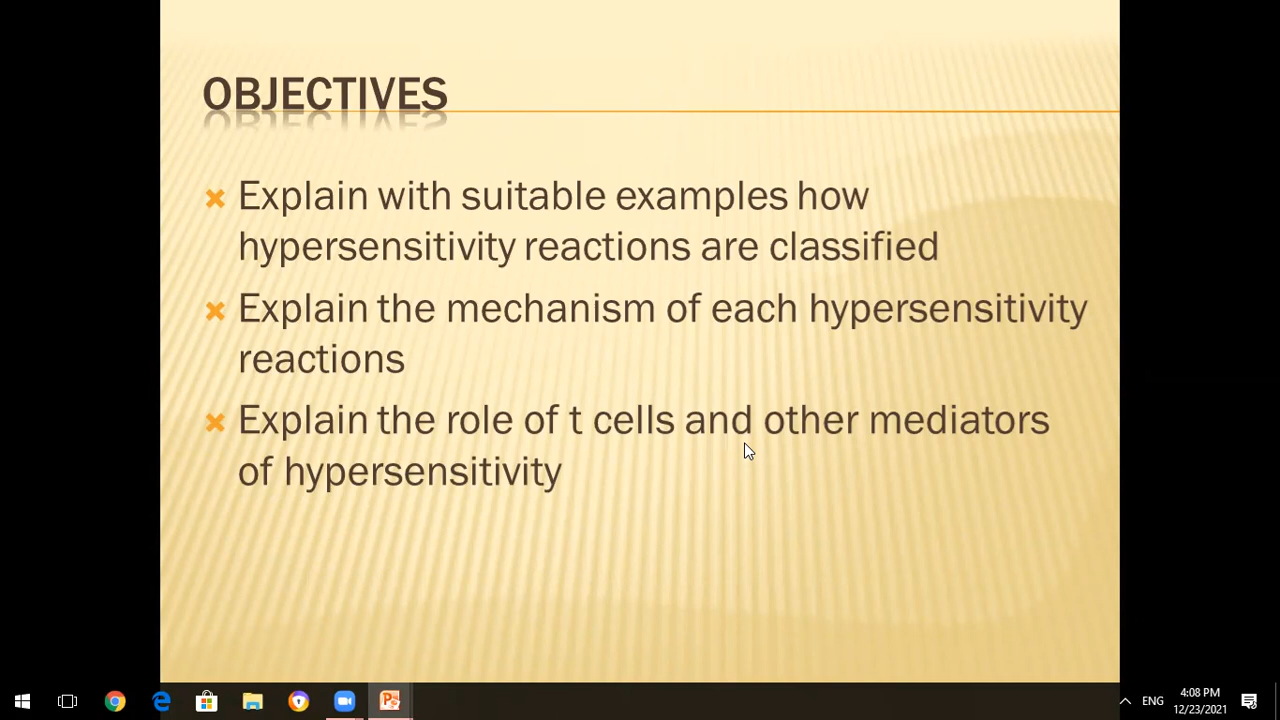 OBJECTIVES
Explain with suitable examples how
hypersensitivity reactions are classified
Explain the mechanism of each hypersensitivity
reactions
Explain the role of t cells and other mediators
of hypersensitivity
ENG
4:08 PM
12/23/2021